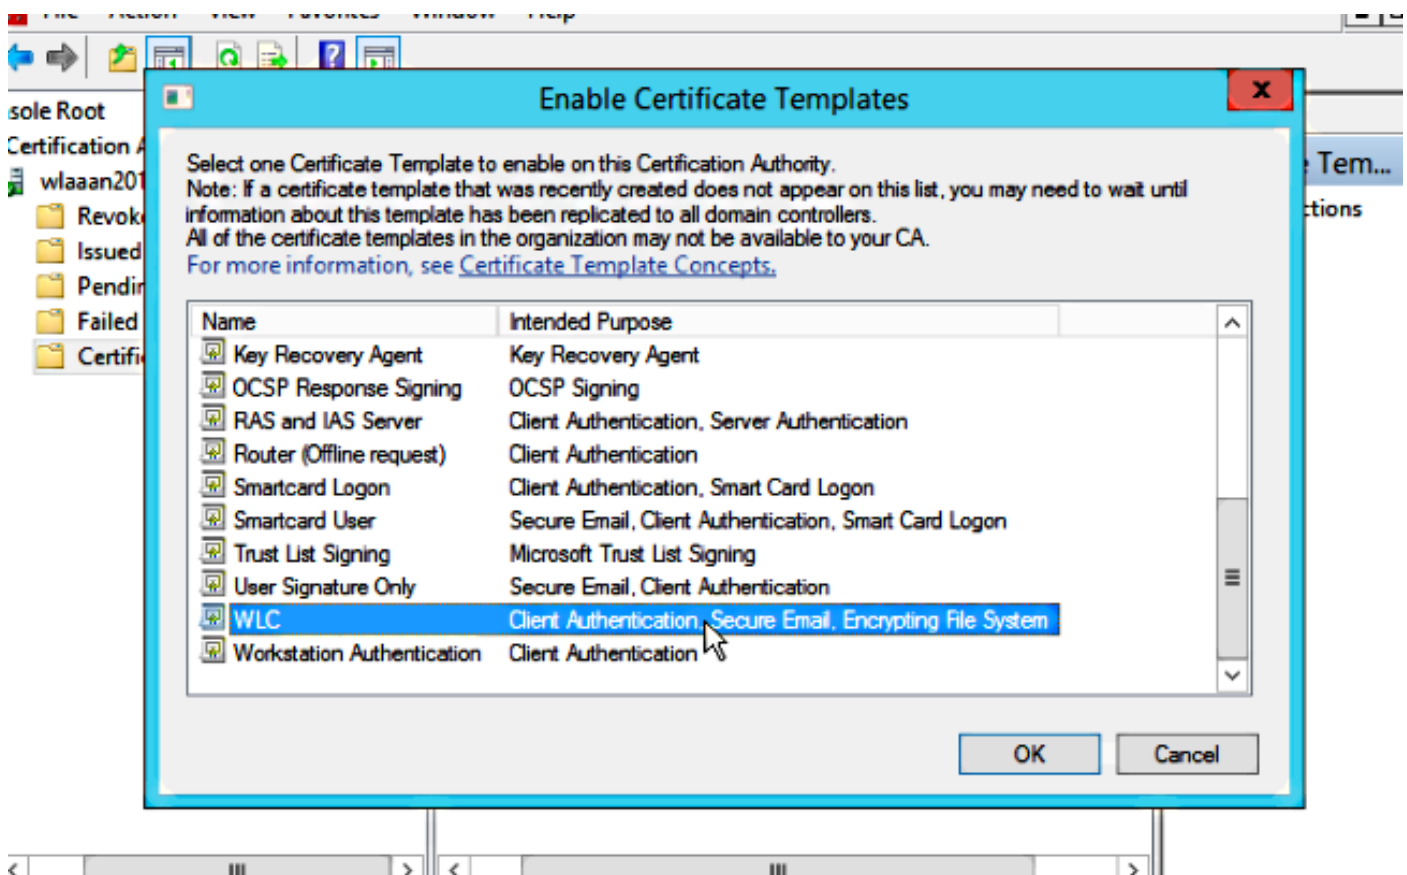 File Action View Favorites Window Help
Enable Certificate Templates
x
sole Root
Certification A
wlaaan201
Revok
Issued
Pendin
Failed
Certifi
Select one Certificate Template to enable on this Certification Authority.
Note: If a certificate template that was recently created does not appear on this list, you may need to wait until
information about this template has been replicated to all domain controllers.
All of the certificate templates in the organization may not be available to your CA.
For more information, see Certificate Template Concepts.
Name Intended Purpose
Key Recovery Agent Key Recovery Agent
OCSP Response Signing OCSP Signing
RAS and IAS Server Client Authentication, Server Authentication
Router (Offline request) Client Authentication
Smartcard Logon Client Authentication, Smart Card Logon
Smartcard User Secure Email, Client Authentication, Smart Card Logon
Trust List Signing Microsoft Trust List Signing
User Signature Only Secure Email, Client Authentication
WLC Client Authentication, Secure Email, Encrypting File System
Workstation Authentication Client Authentication
OK Cancel
Tem...
ctions